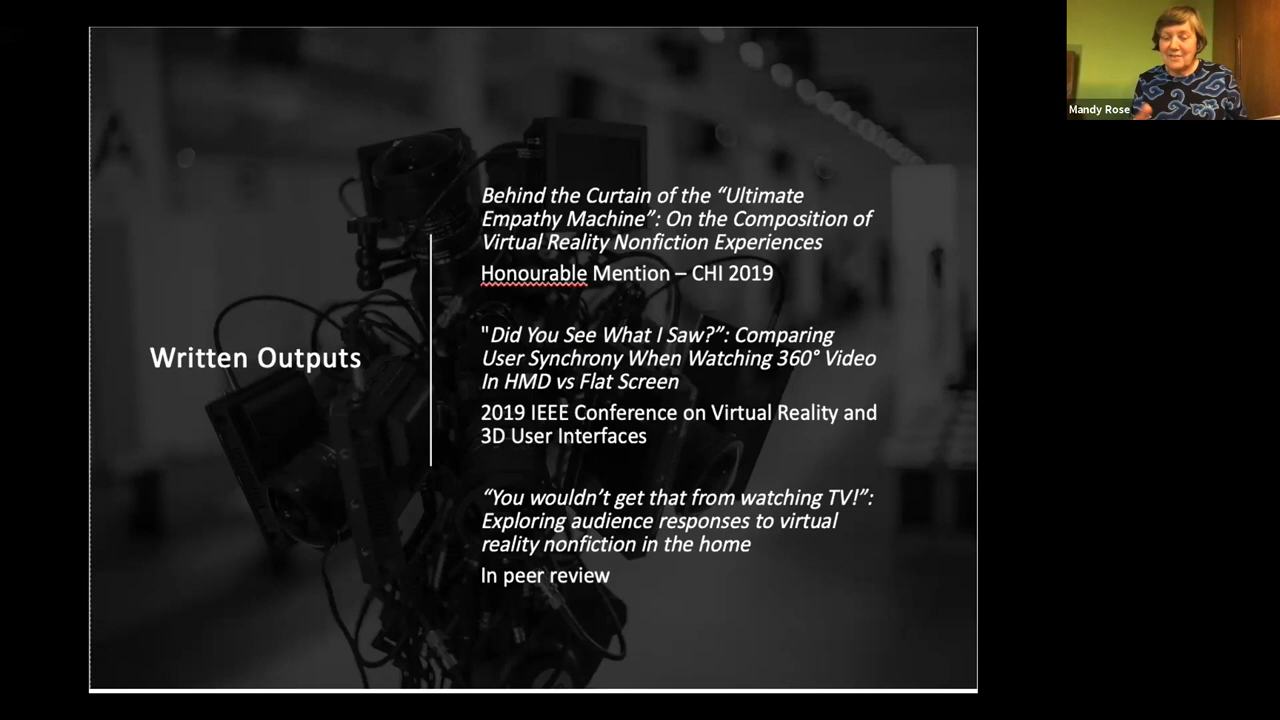 Mandy Rose
Written Outputs
Behind the Curtain of the “Ultimate
Empathy Machine”: On the Composition of
Virtual Reality Nonfiction Experiences
Honourable Mention – CHI 2019
"Did You See What I Saw?”: Comparing
User Synchrony When Watching 360° Video
In HMD vs Flat Screen
2019 IEEE Conference on Virtual Reality and
3D User Interfaces
“You wouldn’t get that from watching TV!”:
Exploring audience responses to virtual
reality nonfiction in the home
In peer review